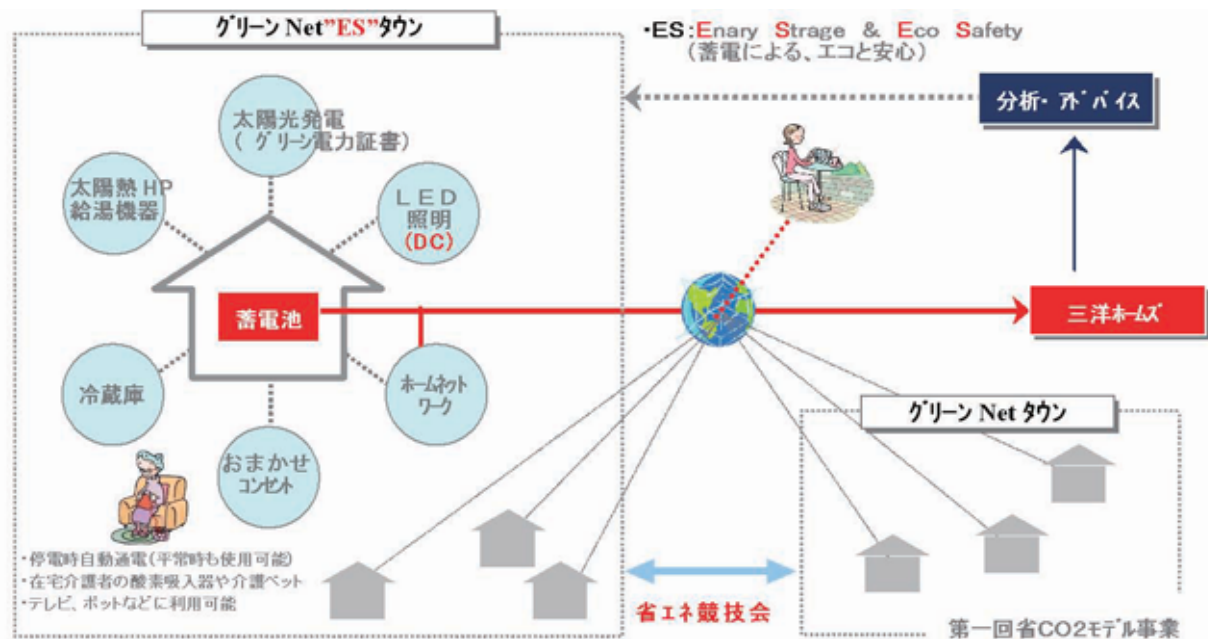 グリーン Net”ES”タウン
・ES:Enary Strage & Eco Safety
(蓄電による、エコと安心)
分析・アドバイス
太陽光発電
(グリーン電力証書)
太陽熱HP
給湯機器
LED
照明
(DC)
蓄電池
三洋ホームズ
冷蔵庫
ホームネット
ワーク
おまかせ
コンセント
グリーン Net タウン
・停電時自動通電(平常時も使用可能)
・在宅介護者の酸素吸入器や介護ベット
・テレビ、ポットなどに利用可能
省エネ競技会
第一回省CO2モデル事業